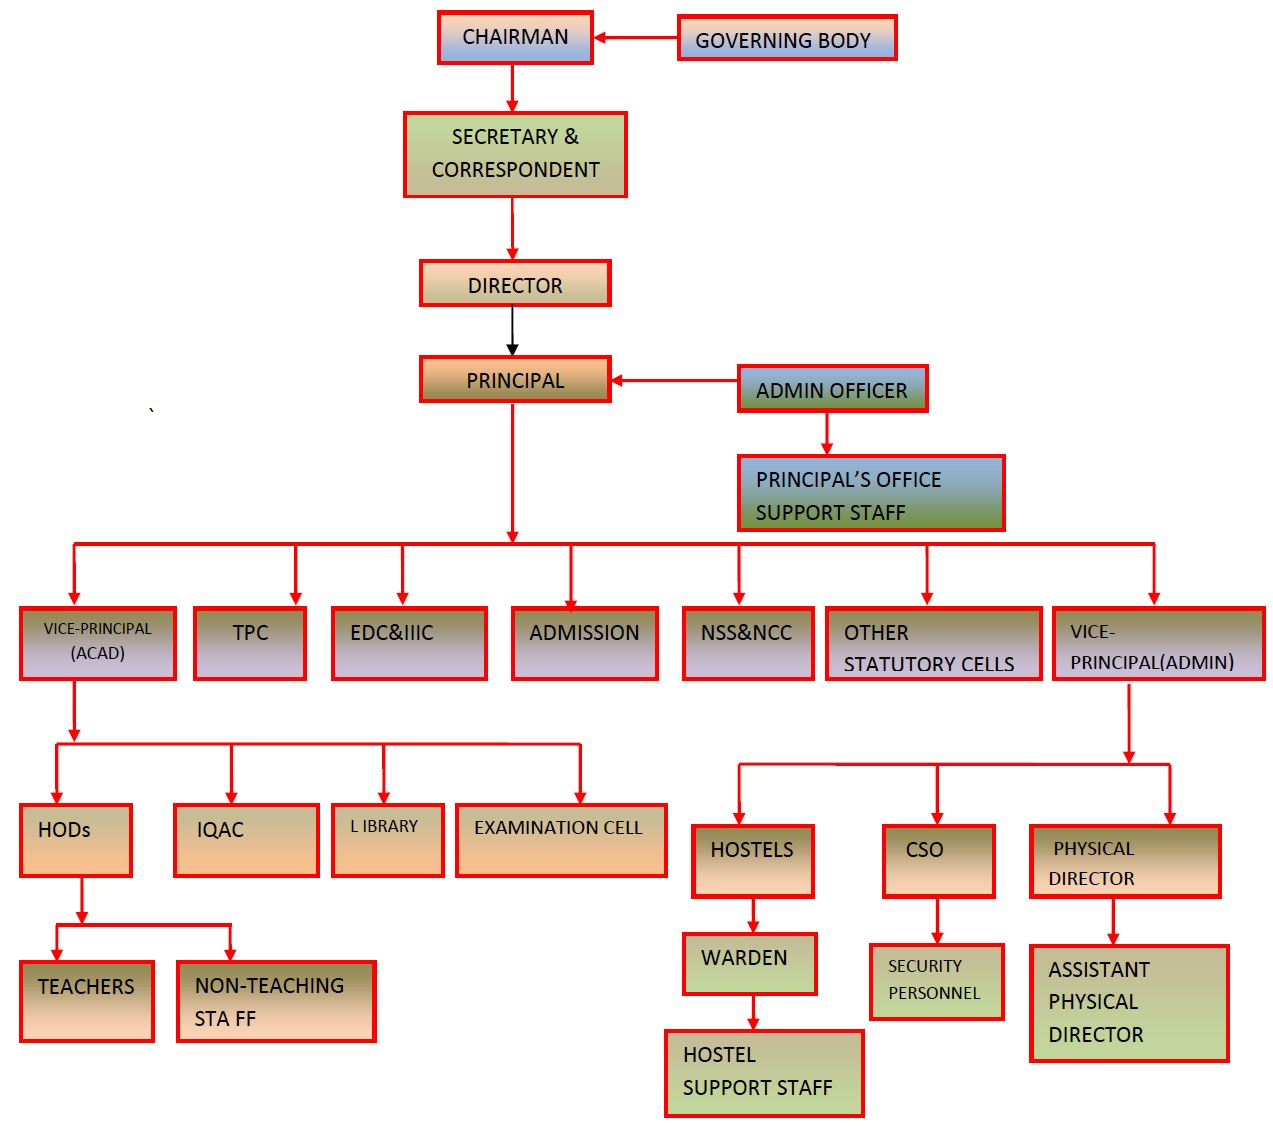 CHAIRMAN
GOVERNING BODY
SECRETARY &
CORRESPONDENT
DIRECTOR
PRINCIPAL
ADMIN OFFICER
`
PRINCIPAL’S OFFICE
SUPPORT STAFF
VICE-PRINCIPAL
(ACAD)
TPC
EDC&IIIC
ADMISSION
NSS&NCC
OTHER
STATUTORY CELLS
VICE-
PRINCIPAL(ADMIN)
HODs
IQAC
L IBRARY
EXAMINATION CELL
HOSTELS
CSO
PHYSICAL
DIRECTOR
TEACHERS
NON-TEACHING
STA FF
WARDEN
SECURITY
PERSONNEL
ASSISTANT
PHYSICAL
DIRECTOR
HOSTEL
SUPPORT STAFF